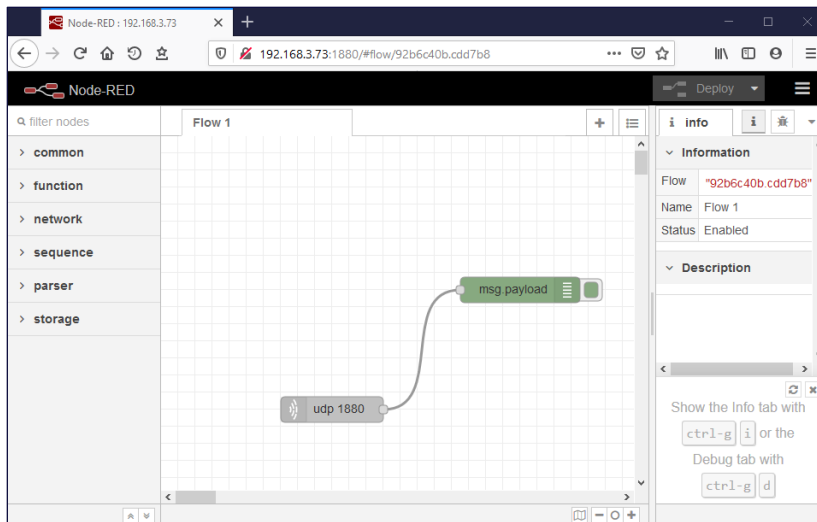 Node-RED : 192.168.3.73
192.168.3.73:1880/#flow/92b6c40b.cdd7b8
Node-RED
Deploy
filter nodes
Flow 1
i info
i
common
function
network
sequence
parser
storage
msg.payload
udp 1880
Information
Flow "92b6c40b.cdd7b8"
Name Flow 1
Status Enabled
Description
Show the Info tab with
ctrl-g i or the
Debug tab with
ctrl-g d